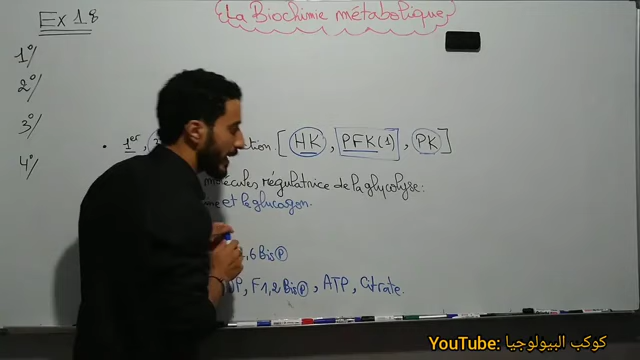 La Biochimie métabolique
Ex 18
1°/
2°/
3°/
4°/
• 1er, [HK, PFK(1), PK]
molécules régulatrice de la glycolyse:
et la glucagon.
6 Bis P
F1,2 Bis P, ATP, Citrate.
YouTube: كوكب البيولوجيا